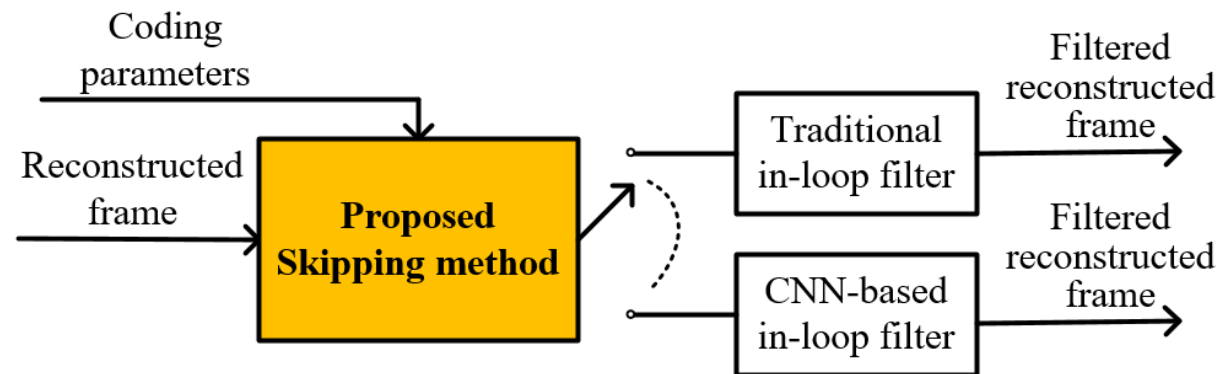 Coding
parameters
Reconstructed
frame
Proposed
Skipping method
Traditional
in-loop filter
Filtered
reconstructed
frame
CNN-based
in-loop filter
Filtered
reconstructed
frame